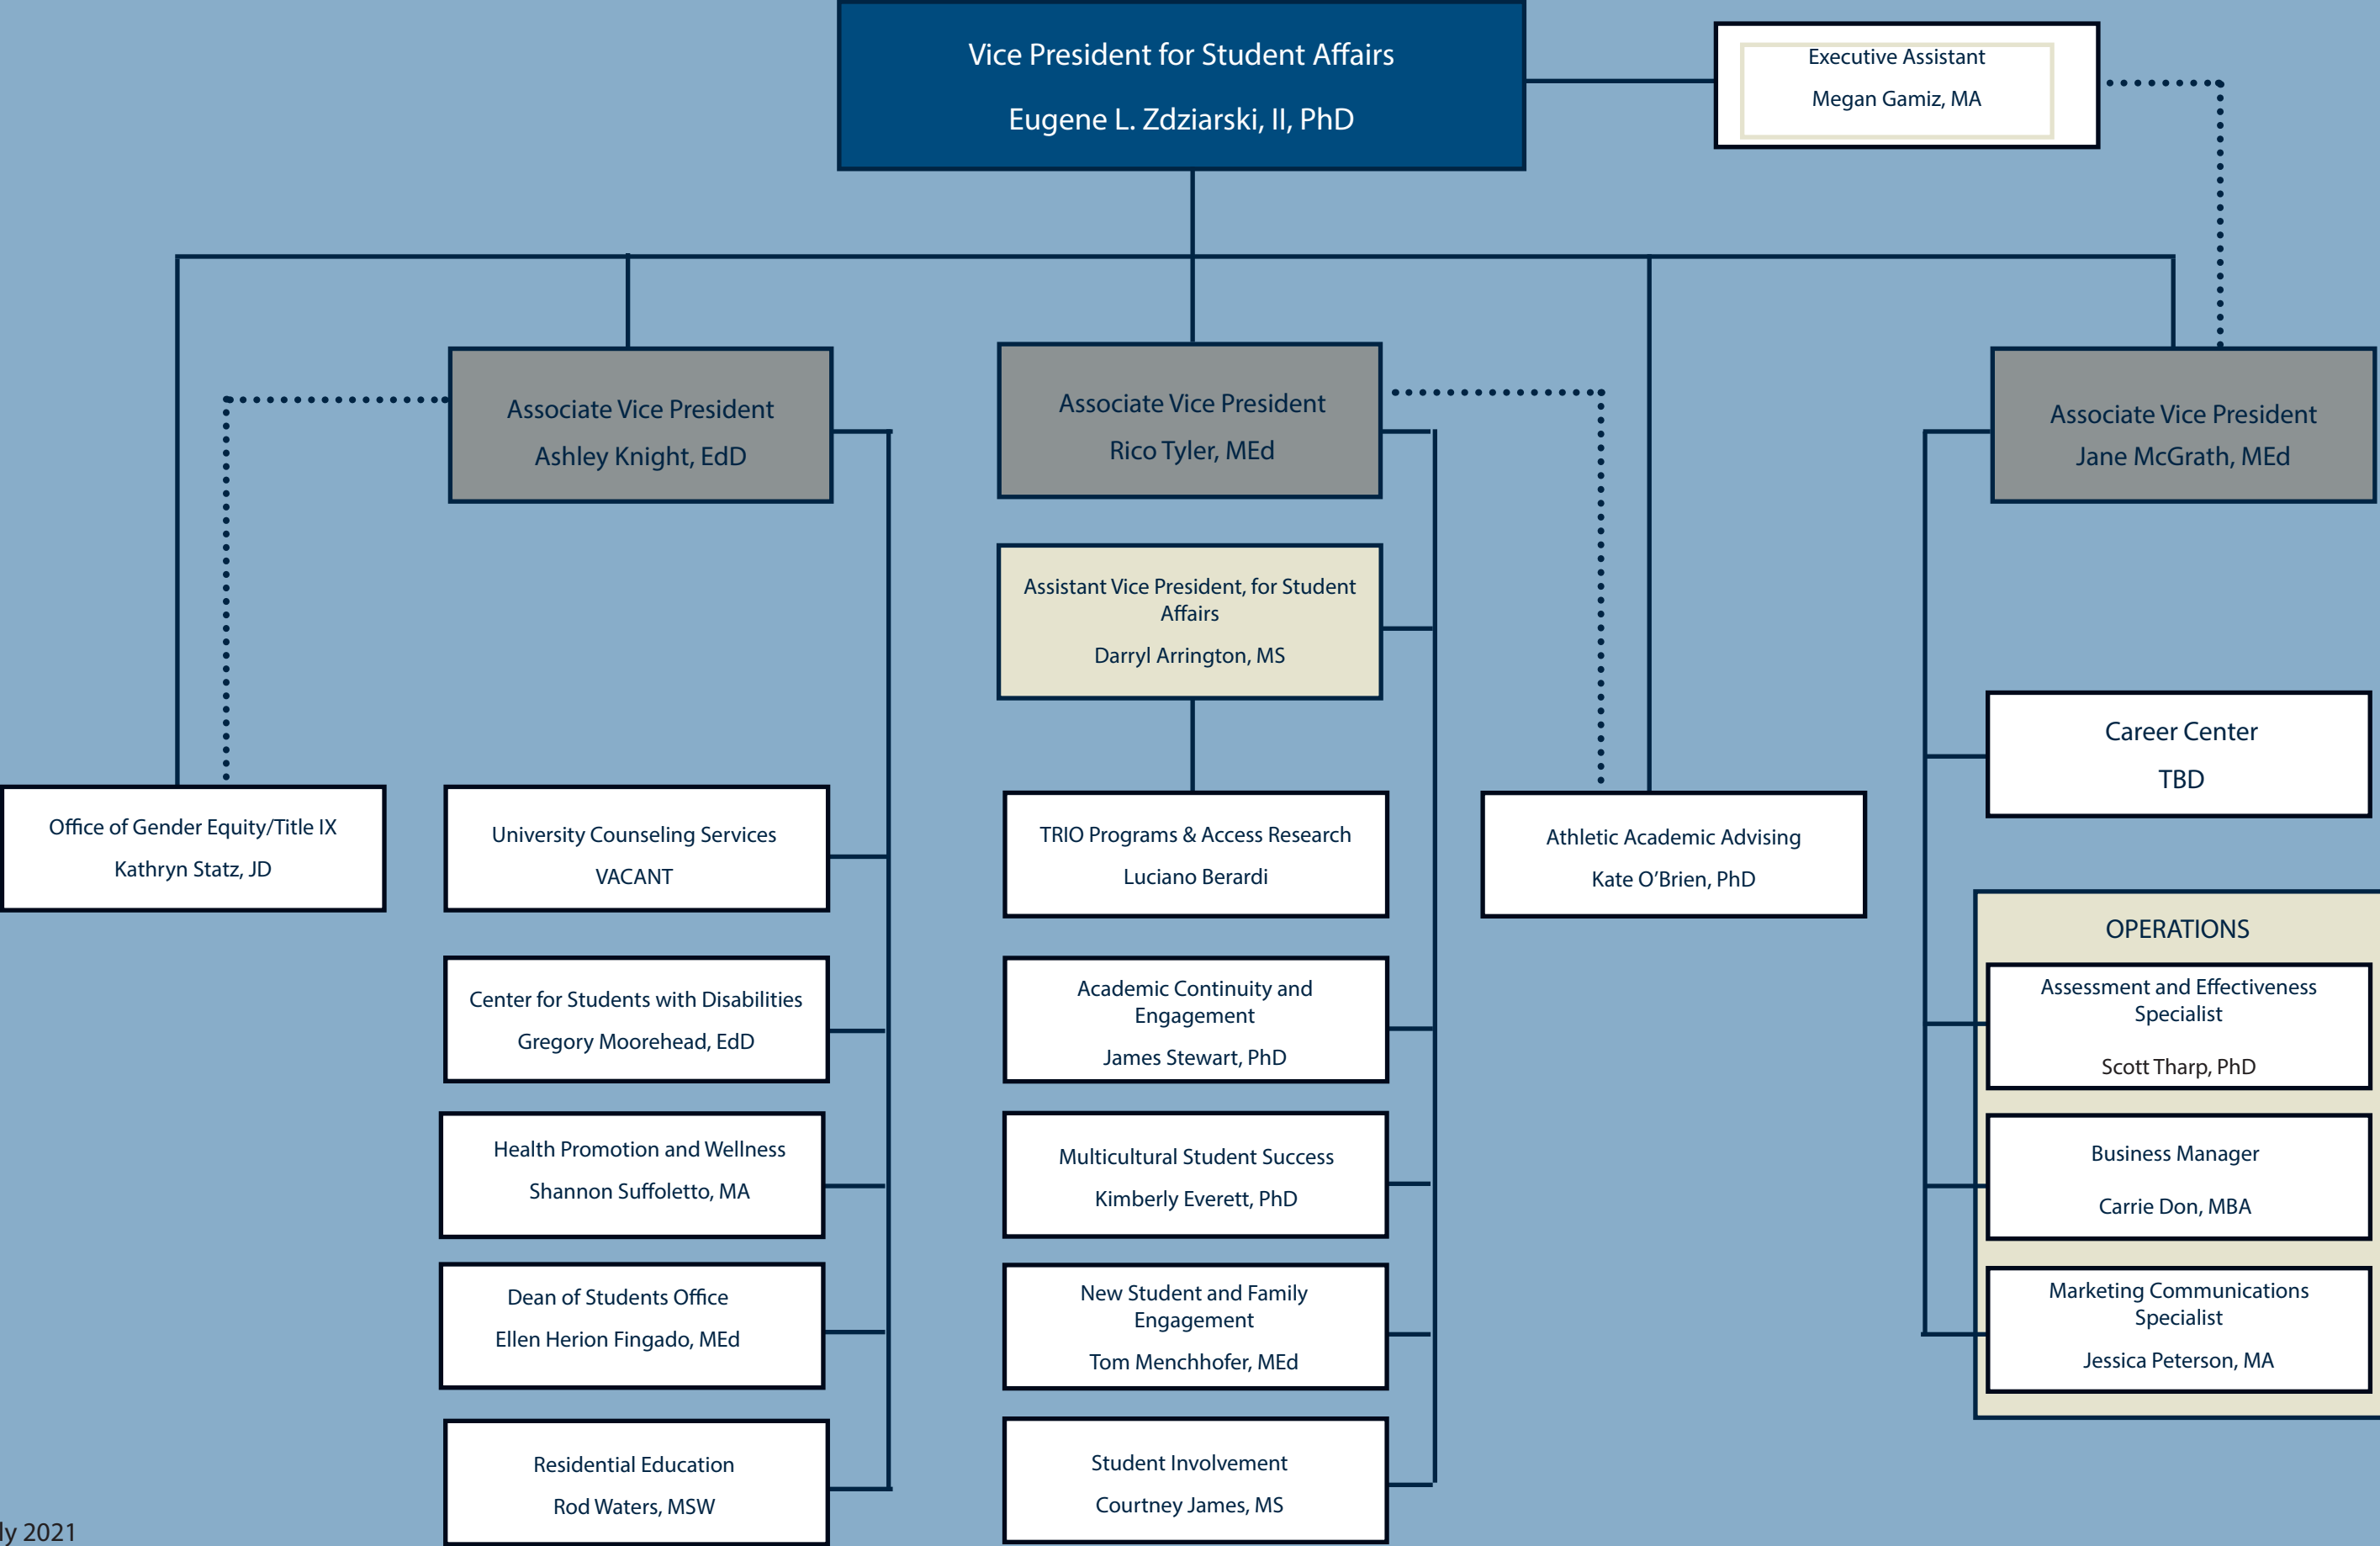 Vice President for Student Affairs
Eugene L. Zdziarski, II, PhD
Executive Assistant
Megan Gamiz, MA
Associate Vice President
Ashley Knight, EdD
Associate Vice President
Rico Tyler, MEd
Associate Vice President
Jane McGrath, MEd
Assistant Vice President, for Student
Affairs
Darryl Arrington, MS
Office of Gender Equity/Title IX
Kathryn Statz, JD
University Counseling Services
VACANT
Center for Students with Disabilities
Gregory Moorehead, EdD
Health Promotion and Wellness
Shannon Suffoletto, MA
Dean of Students Office
Ellen Herion Fingado, MEd
Residential Education
Rod Waters, MSW
TRIO Programs & Access Research
Luciano Berardi
Academic Continuity and
Engagement
James Stewart, PhD
Multicultural Student Success
Kimberly Everett, PhD
New Student and Family
Engagement
Tom Menchhofer, MEd
Student Involvement
Courtney James, MS
Athletic Academic Advising
Kate O’Brien, PhD
Career Center
TBD
OPERATIONS
Assessment and Effectiveness
Specialist
Scott Tharp, PhD
Business Manager
Carrie Don, MBA
Marketing Communications
Specialist
Jessica Peterson, MA
ly 2021